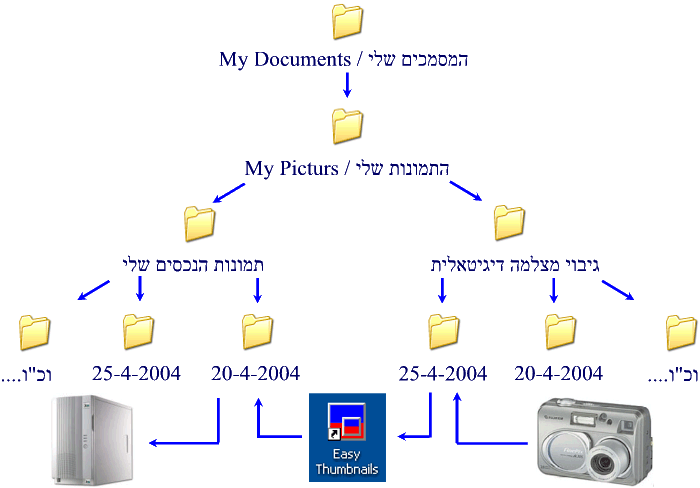 My Documents / המסמכים שלי
My Picturs / התמונות שלי
תמונות הנכסים שלי
גיבוי מצלמה דיגיטאלית
וכ"ו....
25-4-2004
20-4-2004
25-4-2004
20-4-2004
וכ"ו....
Easy
Thumbnails